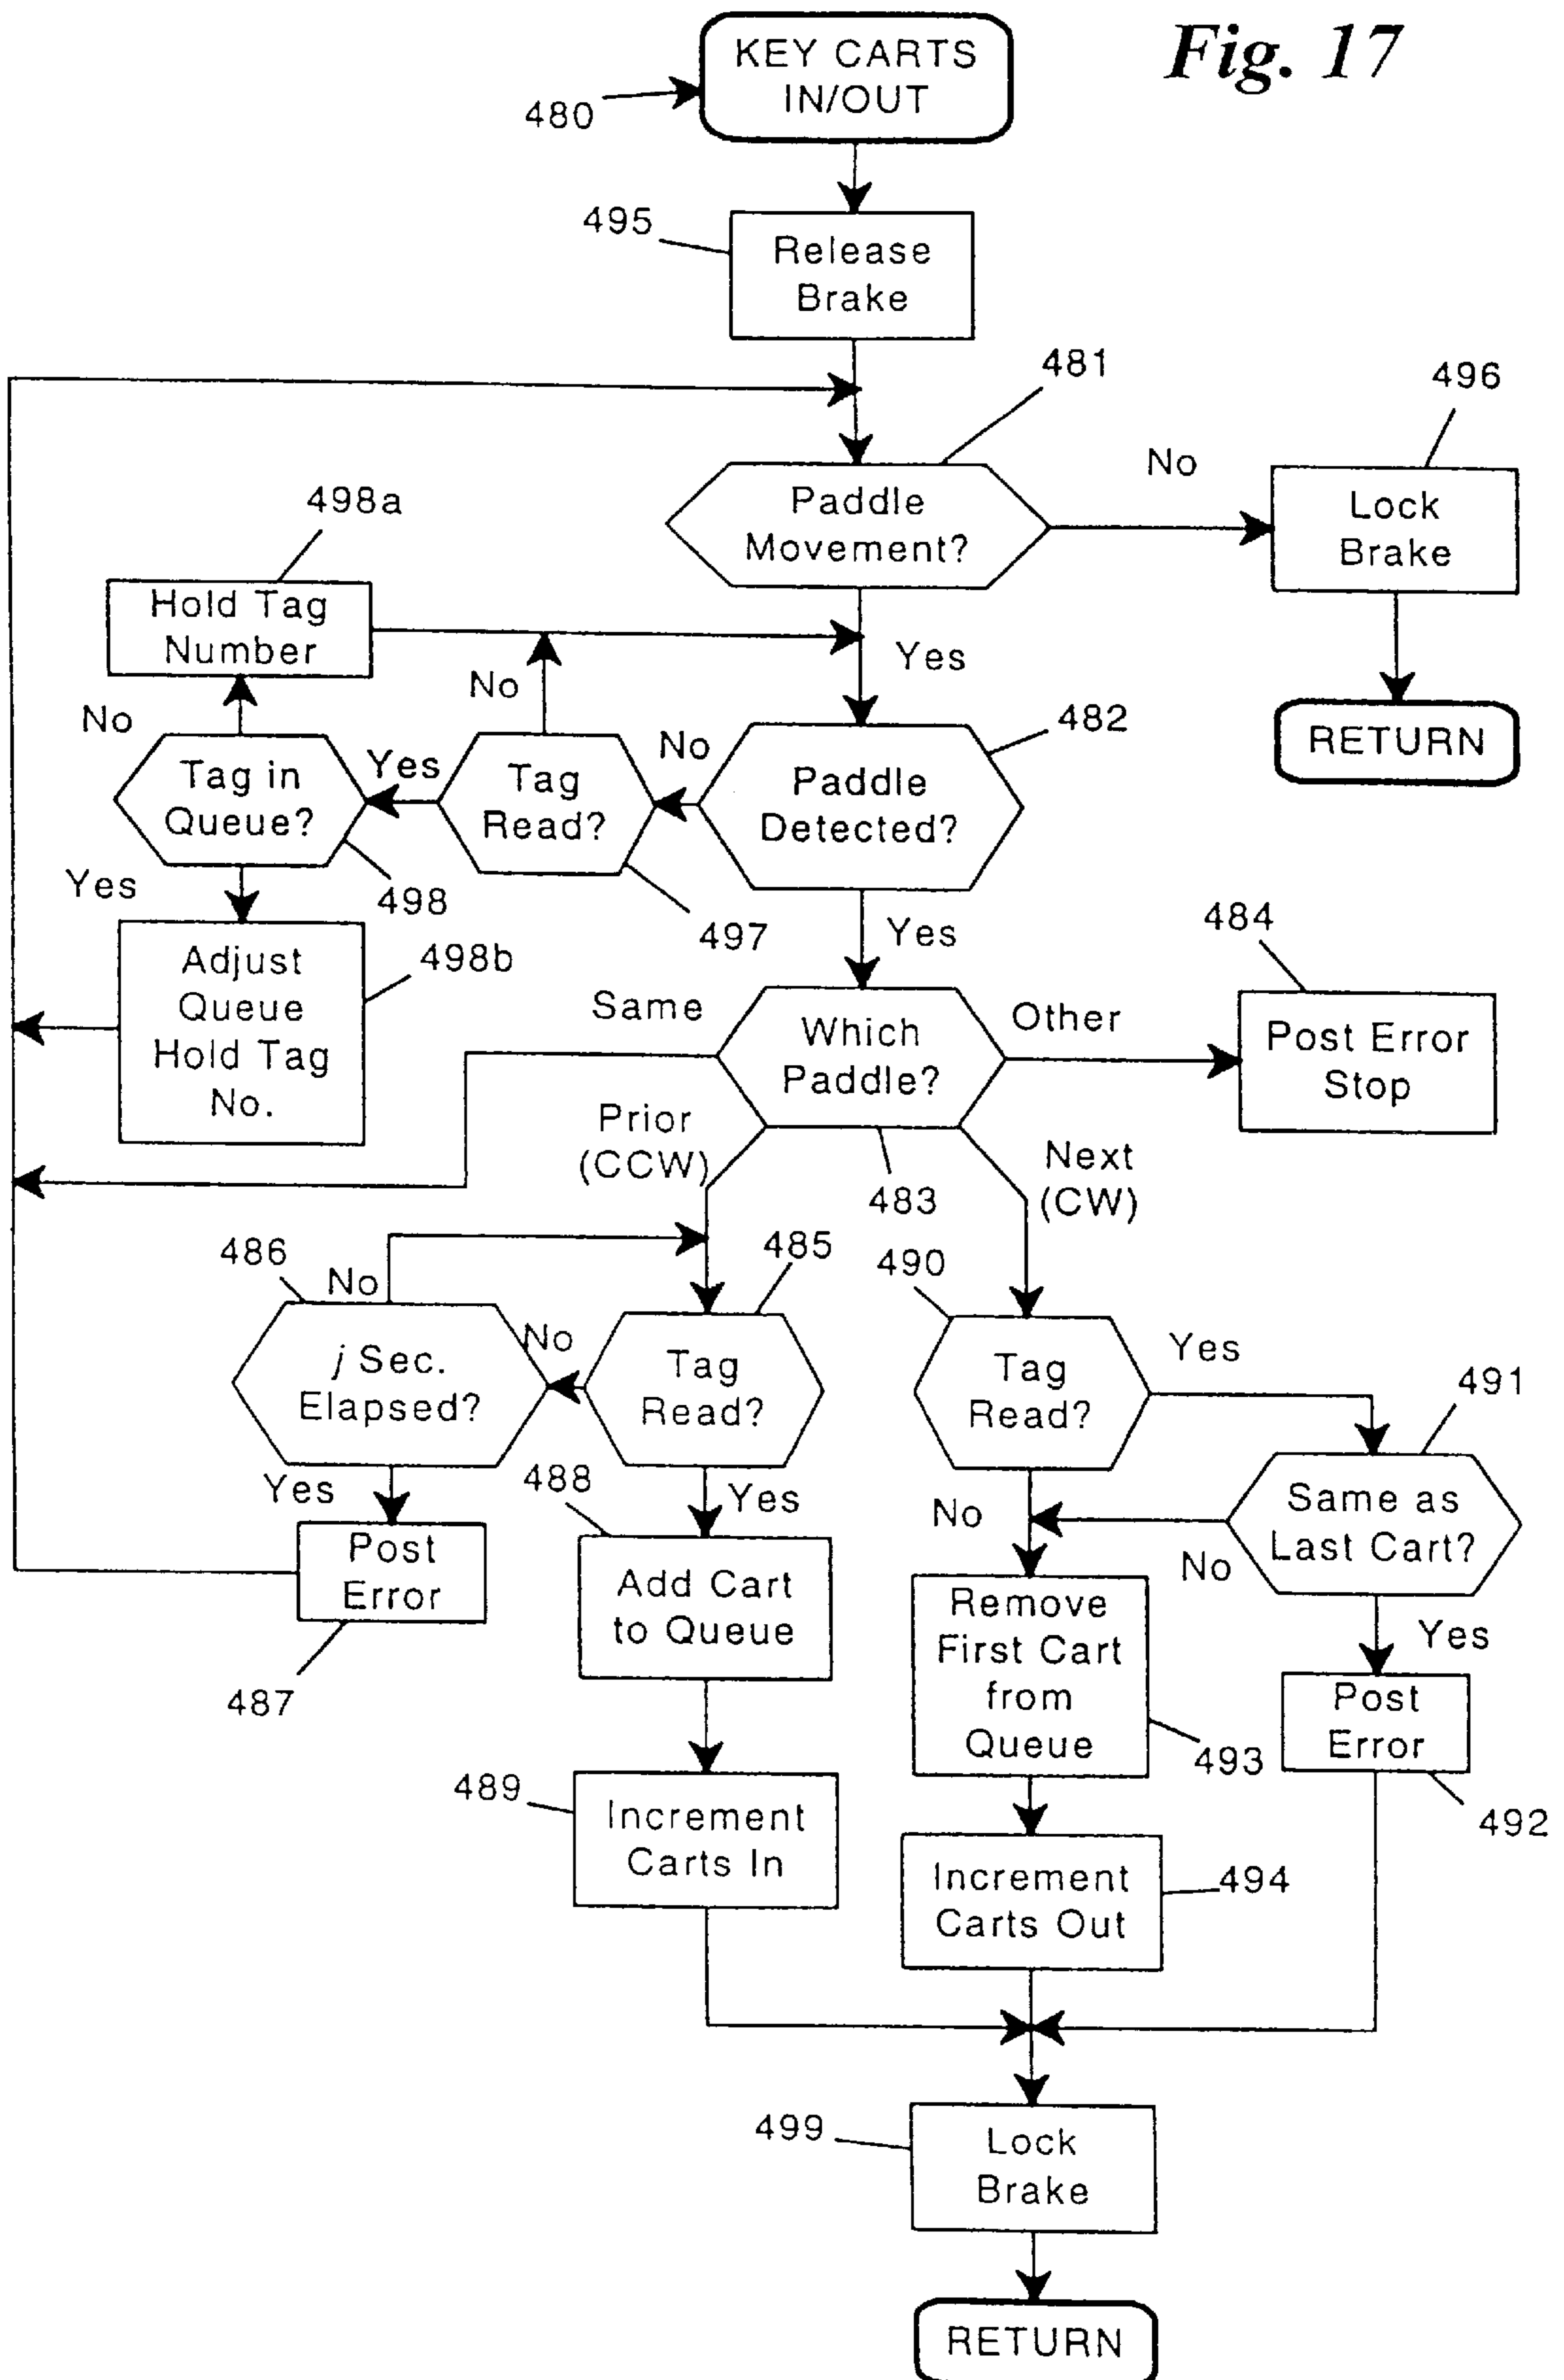 Fig. 17
KEY CARTS
IN/OUT
480
495
Release
Brake
481
496
No
Paddle
Movement?
Lock
Brake
498a
Hold Tag
Number
Yes
No
No
482
RETURN
No
Yes
Tag in
Queue?
Tag
Read?
Paddle
Detected?
Yes
498
497
Yes
484
Adjust
Queue
Hold Tag
No.
498b
Same
Which
Paddle?
Other
Post Error
Stop
Prior
(CCW)
483
Next
(CW)
486
No
485
490
j Sec.
Elapsed?
No
Tag
Read?
Tag
Read?
Yes
491
Yes
488
Yes
No
Same as
Last Cart?
No
Post
Error
487
Add Cart
to Queue
Remove
First Cart
from
Queue
493
Yes
Post
Error
492
489
Increment
Carts In
Increment
Carts Out
494
499
Lock
Brake
RETURN